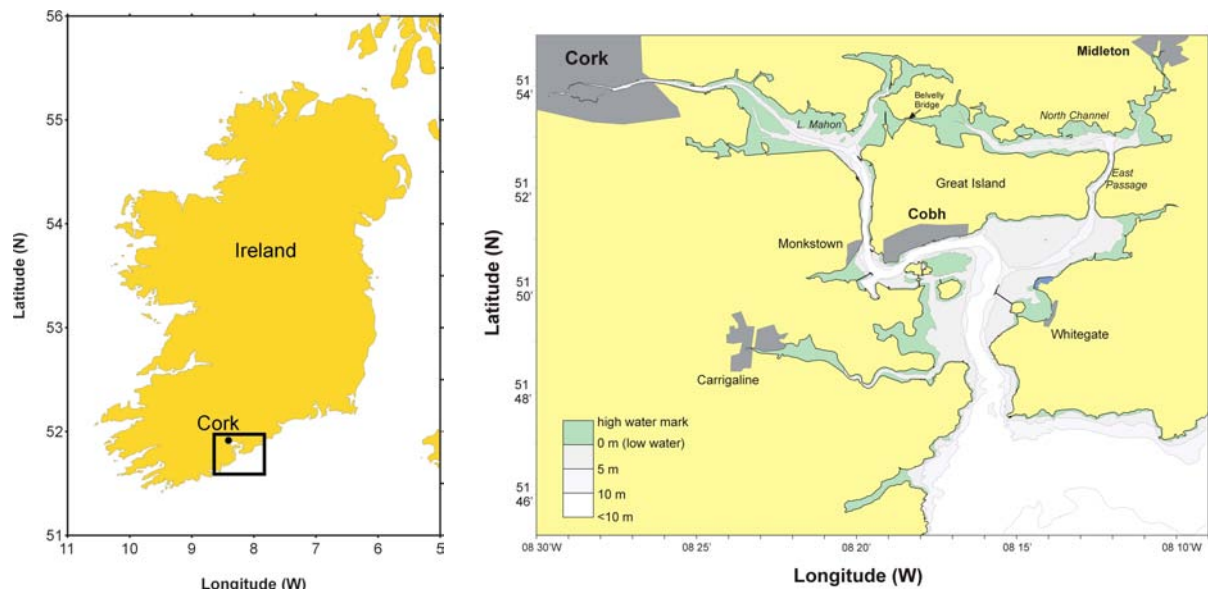 56
55
54
53
52
51
Latitude (N)
Ireland
Cork
11
10
9
8
7
6
5
Longitude (W)
Cork
Midleton
Belvelly
Bridge
L. Mahon
North Channel
East
Passage
Great Island
Cobh
Monkstown
Whitegate
Carrigaline
high water mark
0 m (low water)
5 m
10 m
<10 m
51
54'
51
52'
51
50'
51
48'
51
46'
Latitude (N)
08 30'W
08 25'
08 20'
08 15'
08 10'W
Longitude (W)